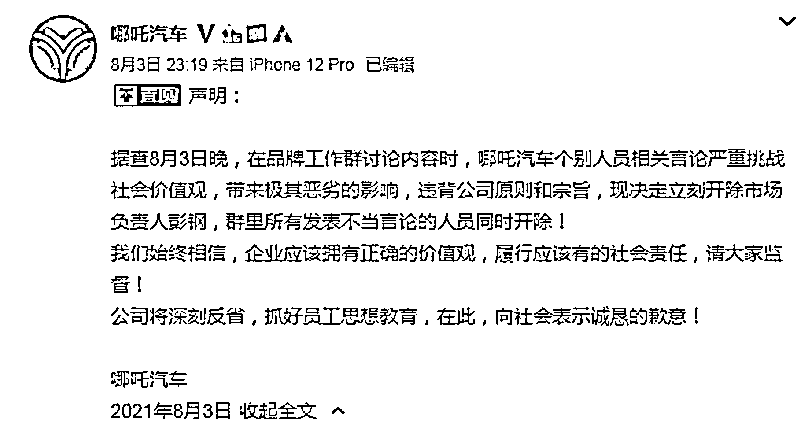 哪吒汽车 V
8月3日 23:19 来自 iPhone 12 Pro 已编辑
声明：
据查8月3日晚，在品牌工作群讨论内容时，哪吒汽车个别人员相关言论严重挑战
社会价值观，带来极其恶劣的影响，违背公司原则和宗旨，现决定立刻开除市场
负责人彭钢，群里所有发表不当言论的人员同时开除！
我们始终相信，企业应该拥有正确的价值观，履行应该有的社会责任，请大家监
督！
公司将深刻反省，抓好员工思想教育，在此，向社会表示诚恳的歉意！
哪吒汽车
2021年8月3日 收起全文